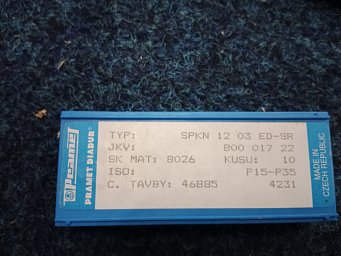 Pramet
PRAMET DIADUR®
TYP: SPKN 12 03 ED-SR
JKV: 800 017 22
SK MAT: 8026 KUSU: 10
ISO: P15-P35
C. TAVBY: 46885 4231
MADE IN
CZECH REPUBLIC